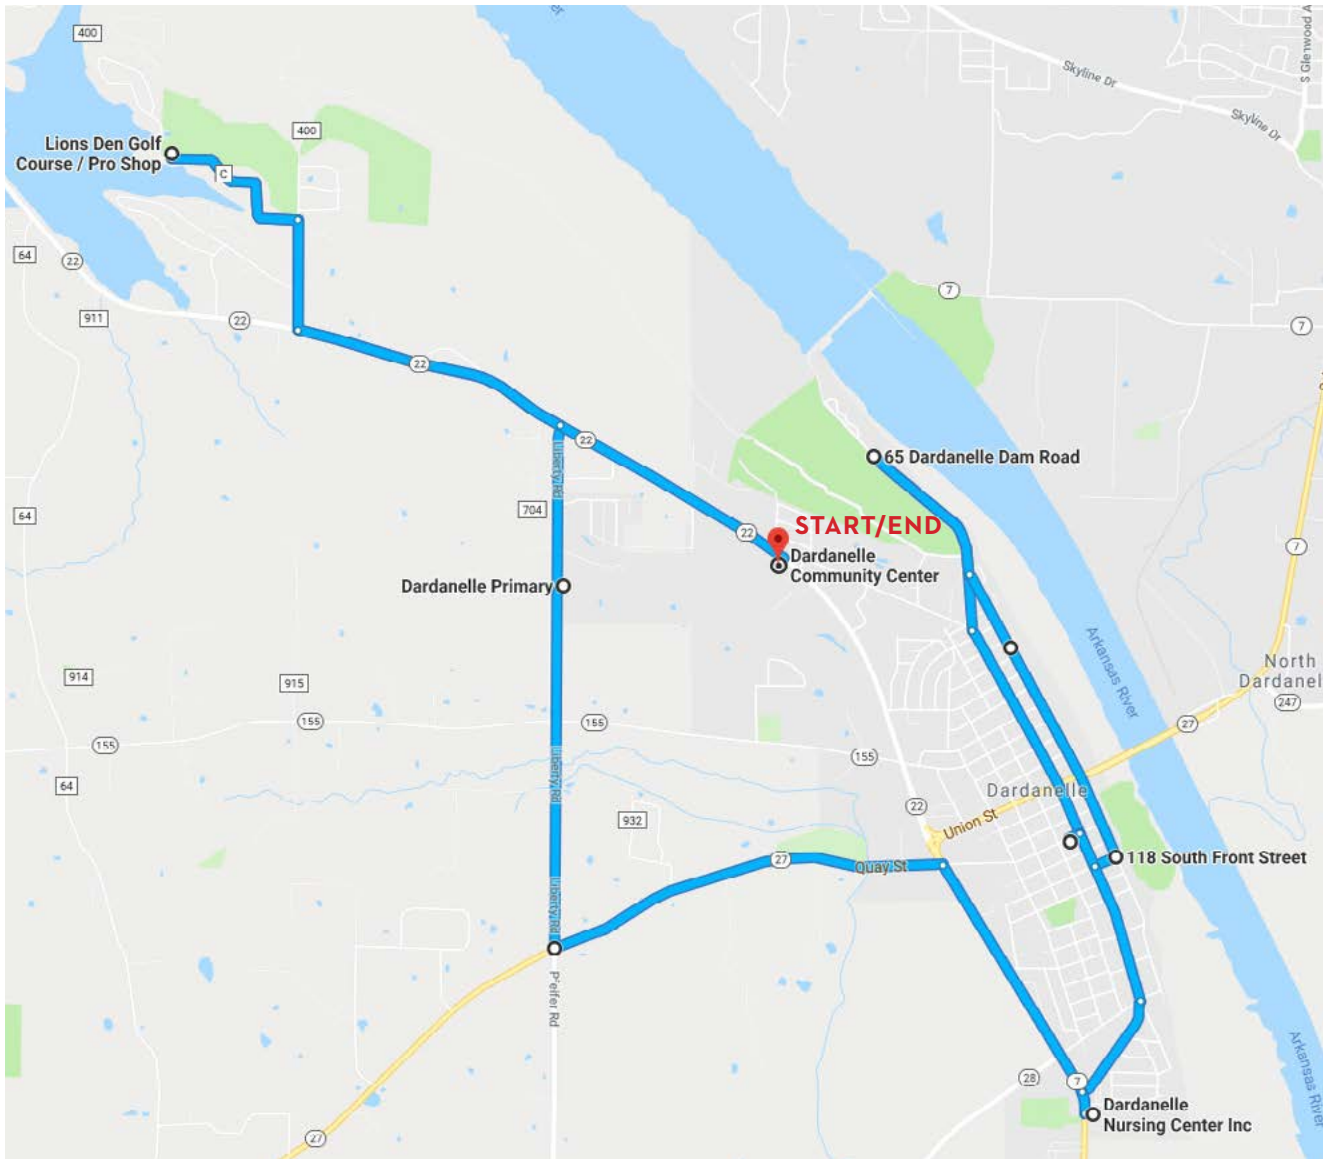 400
S Glenwood A
Skyline Dr
Skyline Dr
400
Lions Den Golf
Course / Pro Shop
C
64
22
7
911
22
7
22
22
65 Dardanelle Dam Road
Liberty Rd
704
64
22
START/END
Dardanelle
Community Center
7
Dardanelle Primary
Arkansas River
North
Dardanel
914
915
247
155
155
27
155
155
Liberty Rd
64
Dardanelle
22
932
Union St
27
Quay St
118 South Front Street
Liberty Rd
Pfeifer Rd
Arkansas River
28
7
Dardanelle
Nursing Center Inc
27